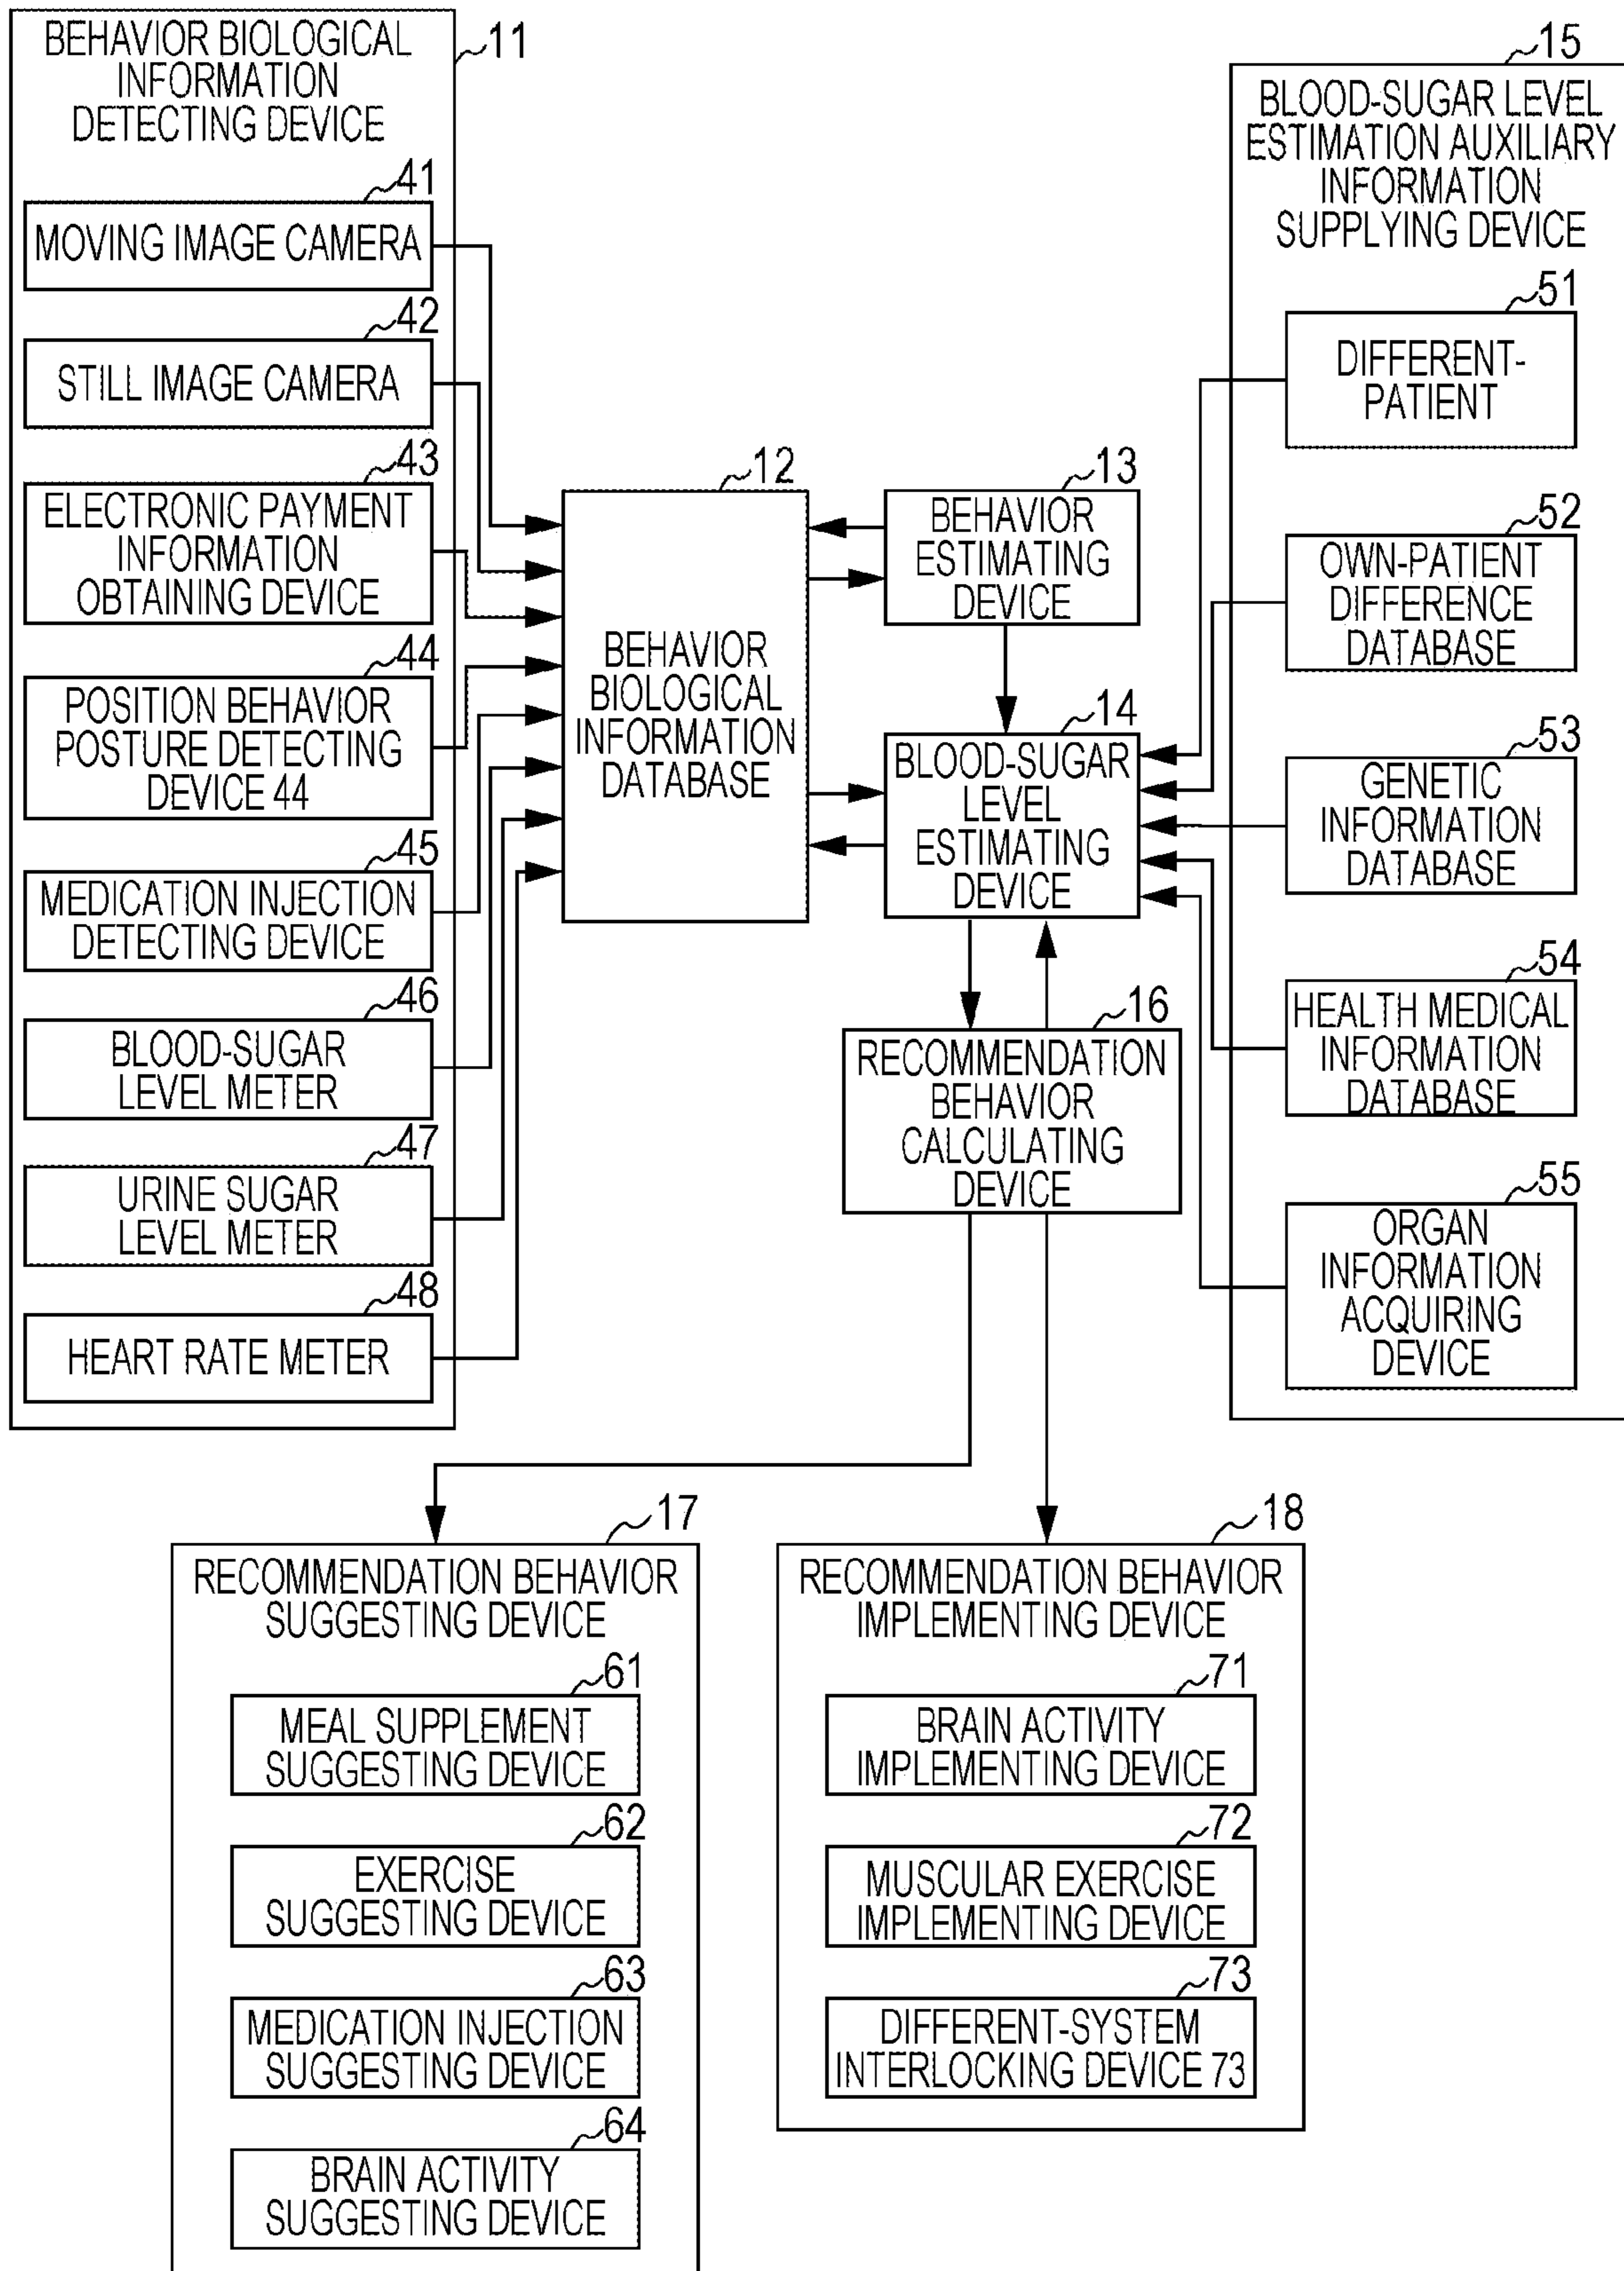 BEHAVIOR BIOLOGICAL
INFORMATION
DETECTING DEVICE
11
41
MOVING IMAGE CAMERA
42
STILL IMAGE CAMERA
43
ELECTRONIC PAYMENT
INFORMATION
OBTAINING DEVICE
44
POSITION BEHAVIOR
POSTURE DETECTING
DEVICE 44
45
MEDICATION INJECTION
DETECTING DEVICE
46
BLOOD-SUGAR
LEVEL METER
47
URINE SUGAR
LEVEL METER
48
HEART RATE METER
12
BEHAVIOR
BIOLOGICAL
INFORMATION
DATABASE
13
BEHAVIOR
ESTIMATING
DEVICE
14
BLOOD-SUGAR
LEVEL
ESTIMATING
DEVICE
16
RECOMMENDATION
BEHAVIOR
CALCULATING
DEVICE
15
BLOOD-SUGAR LEVEL
ESTIMATION AUXILIARY
INFORMATION
SUPPLYING DEVICE
51
DIFFERENT-
PATIENT
52
OWN-PATIENT
DIFFERENCE
DATABASE
53
GENETIC
INFORMATION
DATABASE
54
HEALTH MEDICAL
INFORMATION
DATABASE
55
ORGAN
INFORMATION
ACQUIRING
DEVICE
17
RECOMMENDATION BEHAVIOR
SUGGESTING DEVICE
61
MEAL SUPPLEMENT
SUGGESTING DEVICE
62
EXERCISE
SUGGESTING DEVICE
63
MEDICATION INJECTION
SUGGESTING DEVICE
64
BRAIN ACTIVITY
SUGGESTING DEVICE
18
RECOMMENDATION BEHAVIOR
IMPLEMENTING DEVICE
71
BRAIN ACTIVITY
IMPLEMENTING DEVICE
72
MUSCULAR EXERCISE
IMPLEMENTING DEVICE
73
DIFFERENT-SYSTEM
INTERLOCKING DEVICE 73